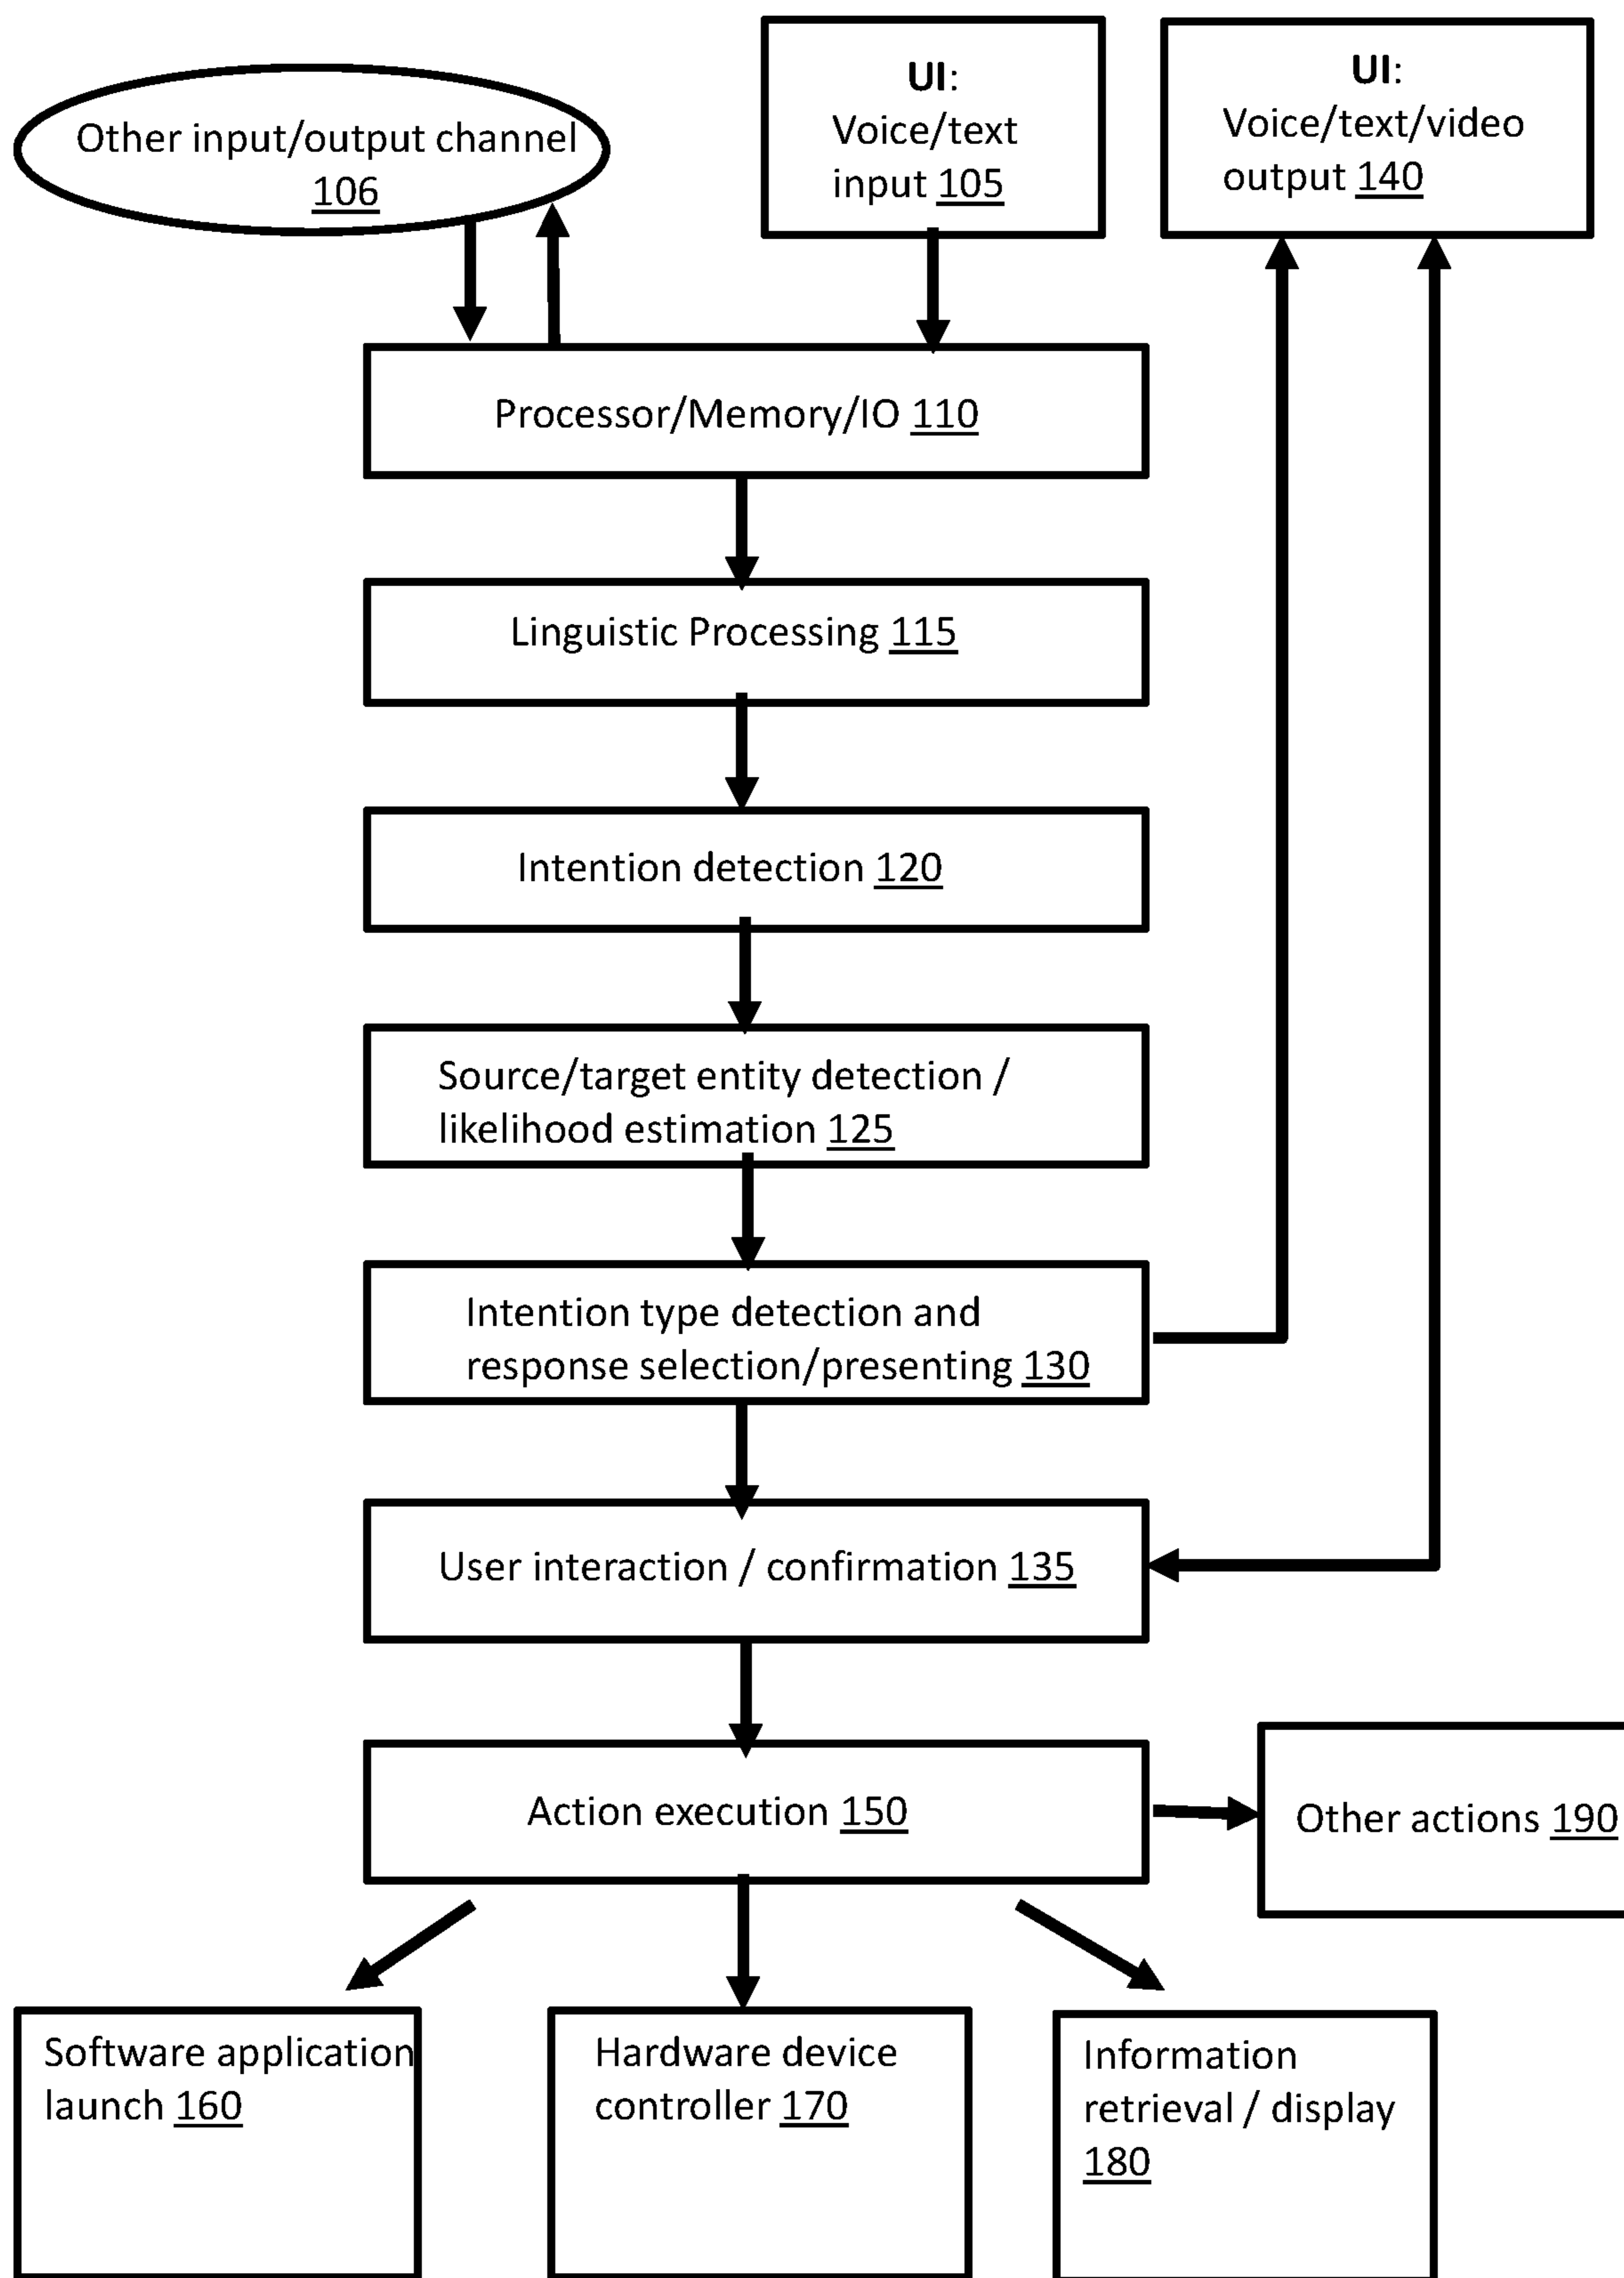 Other input/output channel
106
UI:
Voice/text
input 105
UI:
Voice/text/video
output 140
Processor/Memory/IO 110
Linguistic Processing 115
Intention detection 120
Source/target entity detection /
likelihood estimation 125
Intention type detection and
response selection/presenting 130
User interaction / confirmation 135
Action execution 150
Other actions 190
Software application
launch 160
Hardware device
controller 170
Information
retrieval / display
180